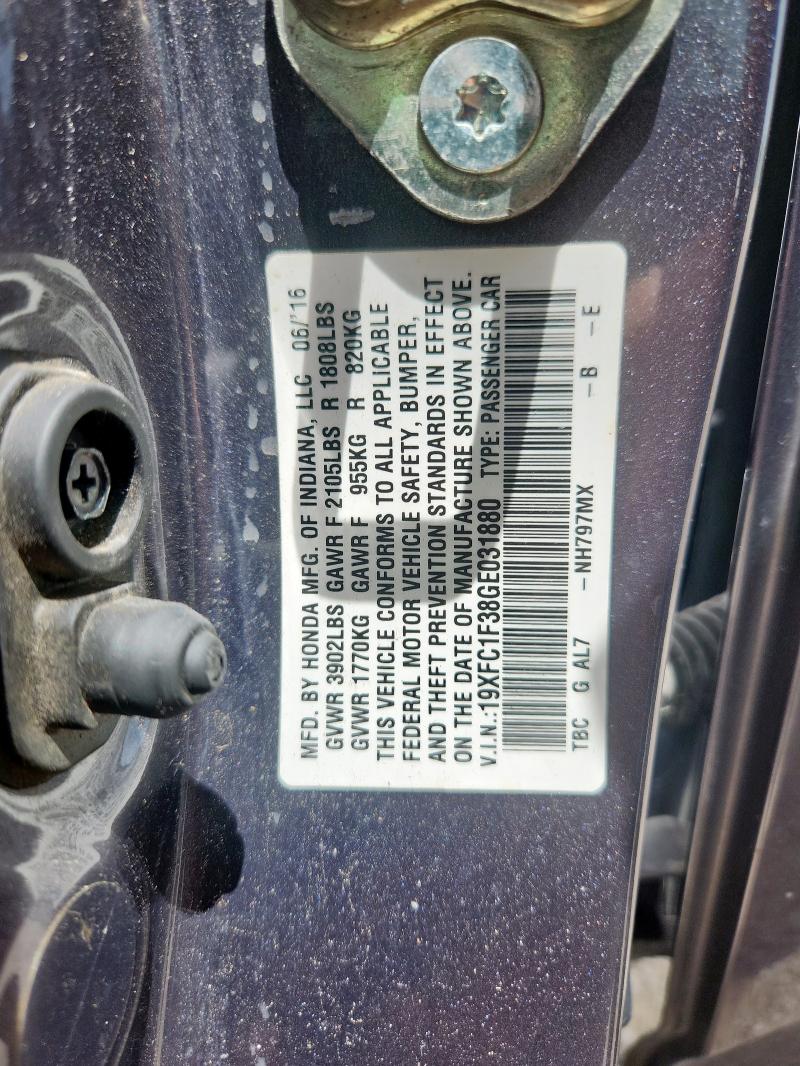 MFD. BY HONDA MFG. OF INDIANA, LLC 06/'16
GVWR 3902LBS GAWR F 2105LBS R 1808LBS
GVWR 1770KG GAWR F 955KG R 820KG
THIS VEHICLE CONFORMS TO ALL APPLICABLE
FEDERAL MOTOR VEHICLE SAFETY, BUMPER,
AND THEFT PREVENTION STANDARDS IN EFFECT
ON THE DATE OF MANUFACTURE SHOWN ABOVE.
V.I.N.:19XFC1F38GE031880 TYPE: PASSENGER CAR
TBC G AL7 -NH797MX -B -E